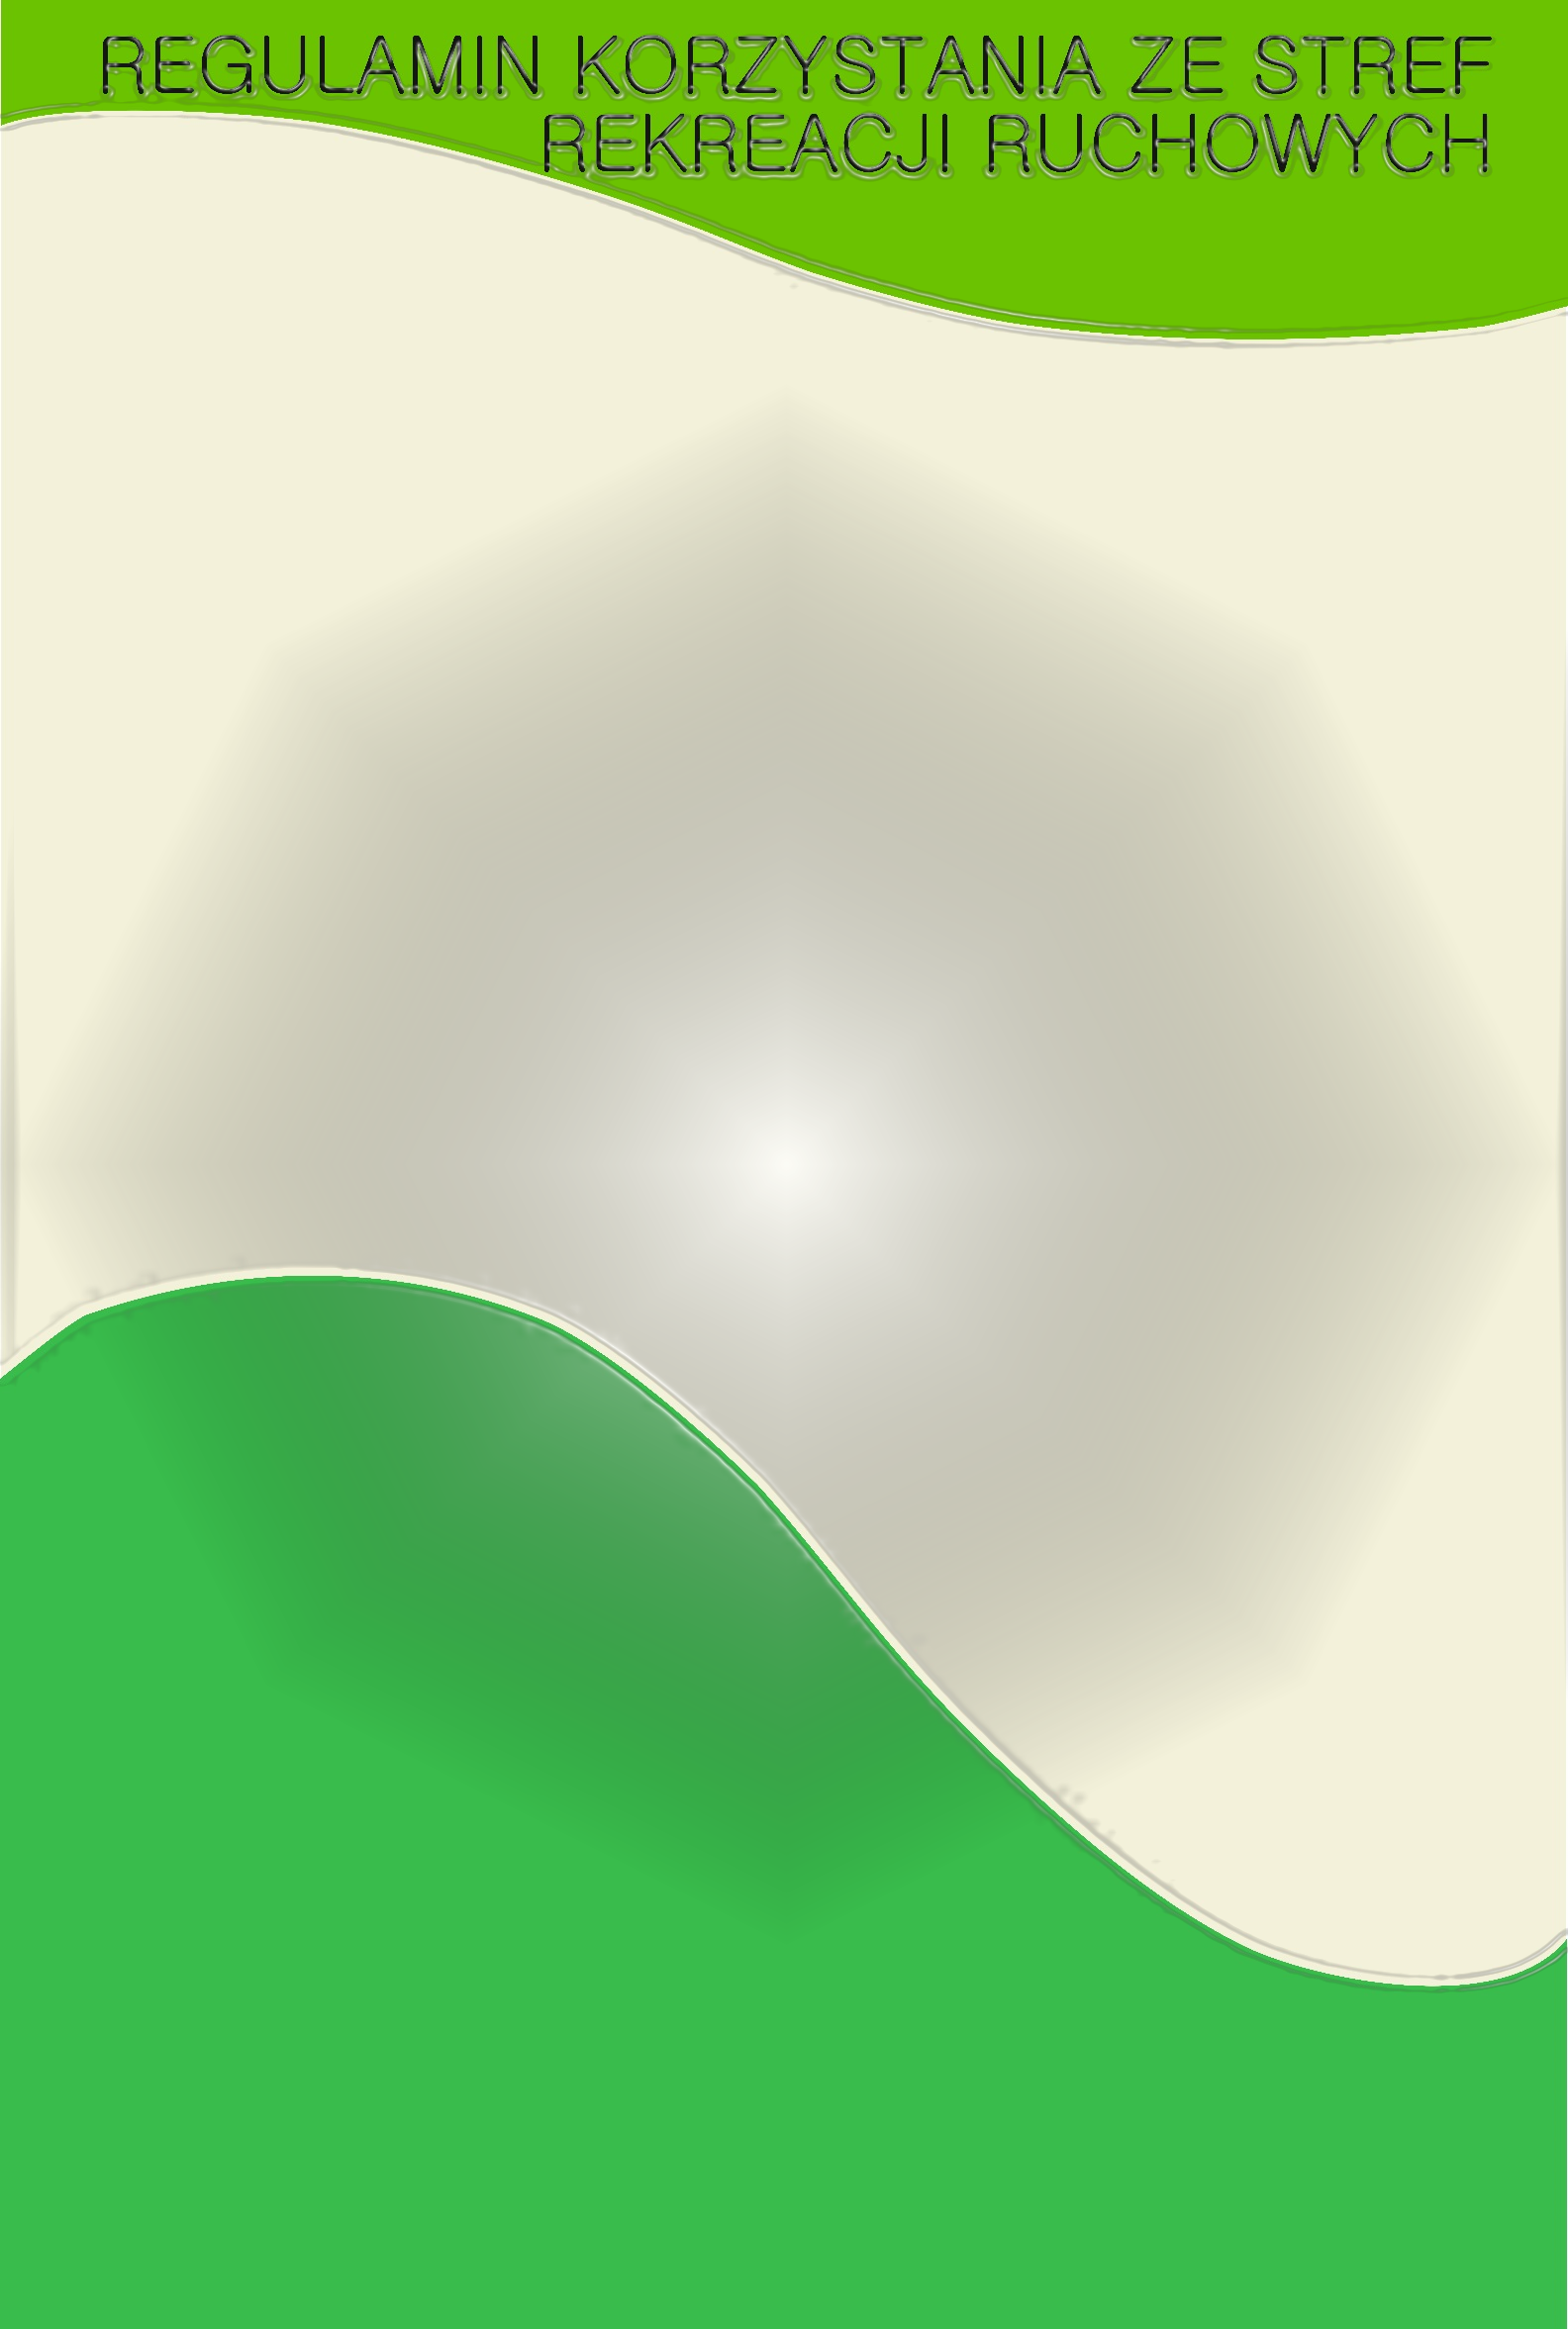 REGULAMIN KORZYSTANIA ZE STREF
REKREACJI RUCHOWYCH